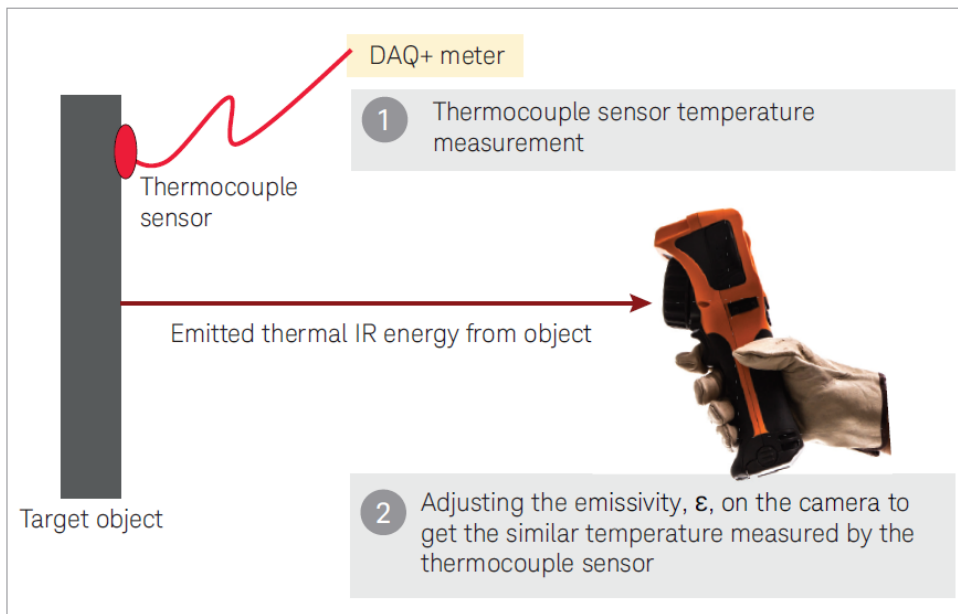 DAQ+ meter
1
Thermocouple sensor temperature
measurement
Thermocouple
sensor
Emitted thermal IR energy from object
Target object
2
Adjusting the emissivity, ε, on the camera to
get the similar temperature measured by the
thermocouple sensor